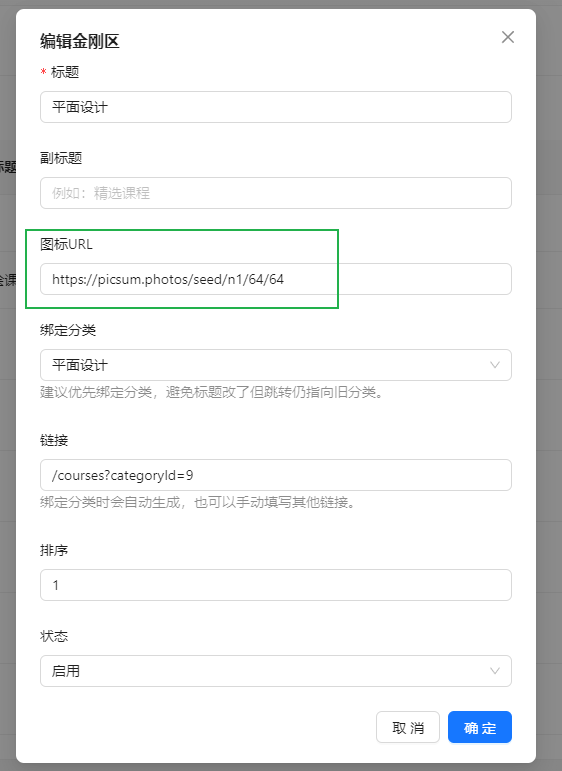 编辑金刚区
* 标题
标题
平面设计
副标题
例如：精选课程
图标URL
https://picsum.photos/seed/n1/64/64
绑定分类
平面设计
建议优先绑定分类，避免标题改了但跳转仍指向旧分类。
链接
/courses?categoryId=9
绑定分类时会自动生成，也可以手动填写其他链接。
排序
1
状态
启用
取 消
确 定